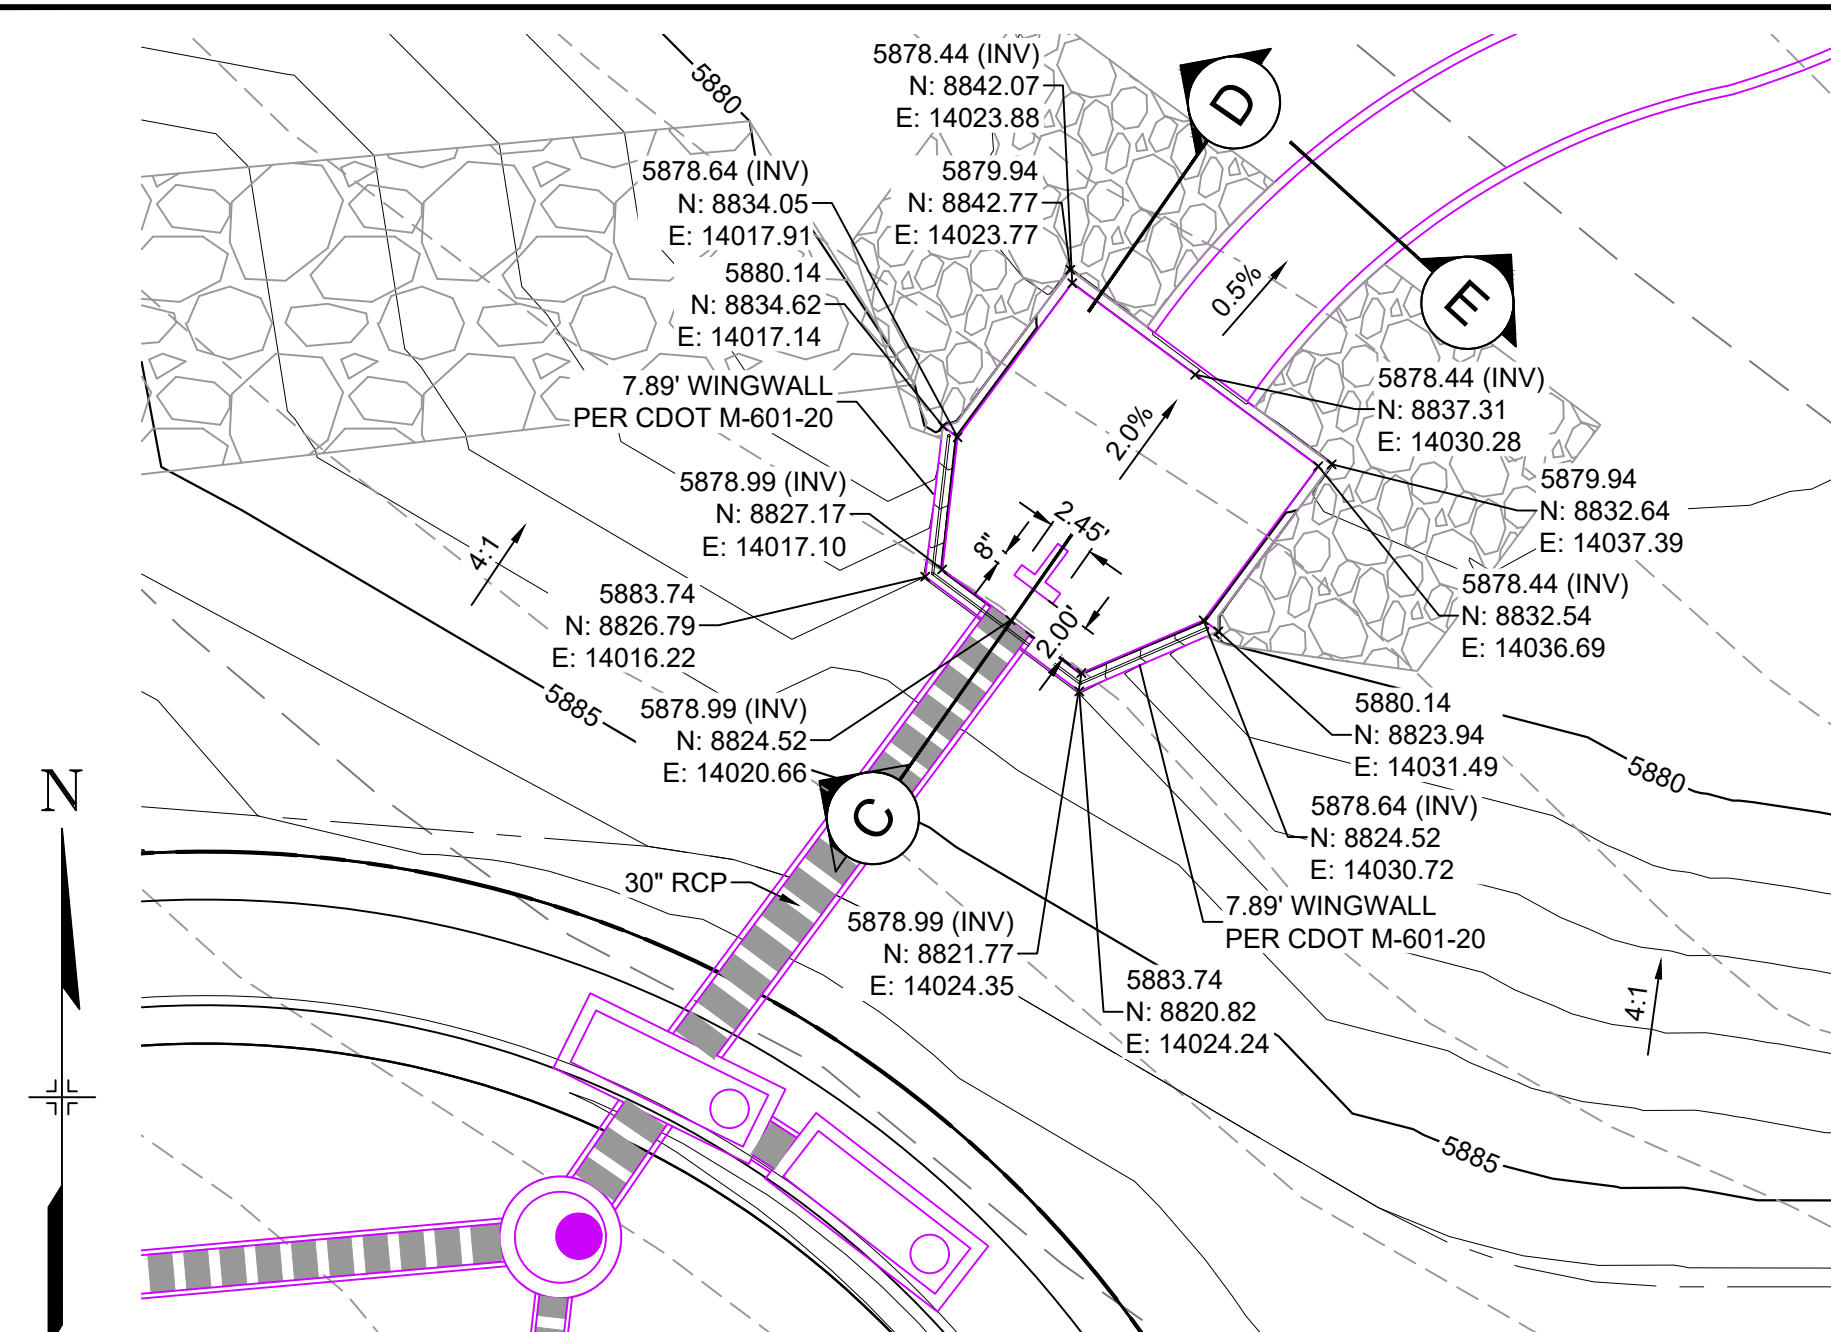 5880
5878.44 (INV)
N: 8842.07
E: 14023.88
D
5878.64 (INV)
N: 8834.05
E: 14017.91
5879.94
N: 8842.77
E: 14023.77
5880.14
N: 8834.62
E: 14017.14
0.5%
E
7.89' WINGWALL
PER CDOT M-601-20
5878.44 (INV)
N: 8837.31
E: 14030.28
2.0%
5878.99 (INV)
N: 8827.17
E: 14017.10
5879.94
N: 8832.64
E: 14037.39
4:1
8"
2.45'
5883.74
N: 8826.79
E: 14016.22
2.00'
5878.44 (INV)
N: 8832.54
E: 14036.69
5885
5878.99 (INV)
N: 8824.52
E: 14020.66
5880.14
N: 8823.94
E: 14031.49
5880
N
C
5878.64 (INV)
N: 8824.52
E: 14030.72
30" RCP
5878.99 (INV)
N: 8821.77
E: 14024.35
7.89' WINGWALL
PER CDOT M-601-20
5883.74
N: 8820.82
E: 14024.24
4:1
5885